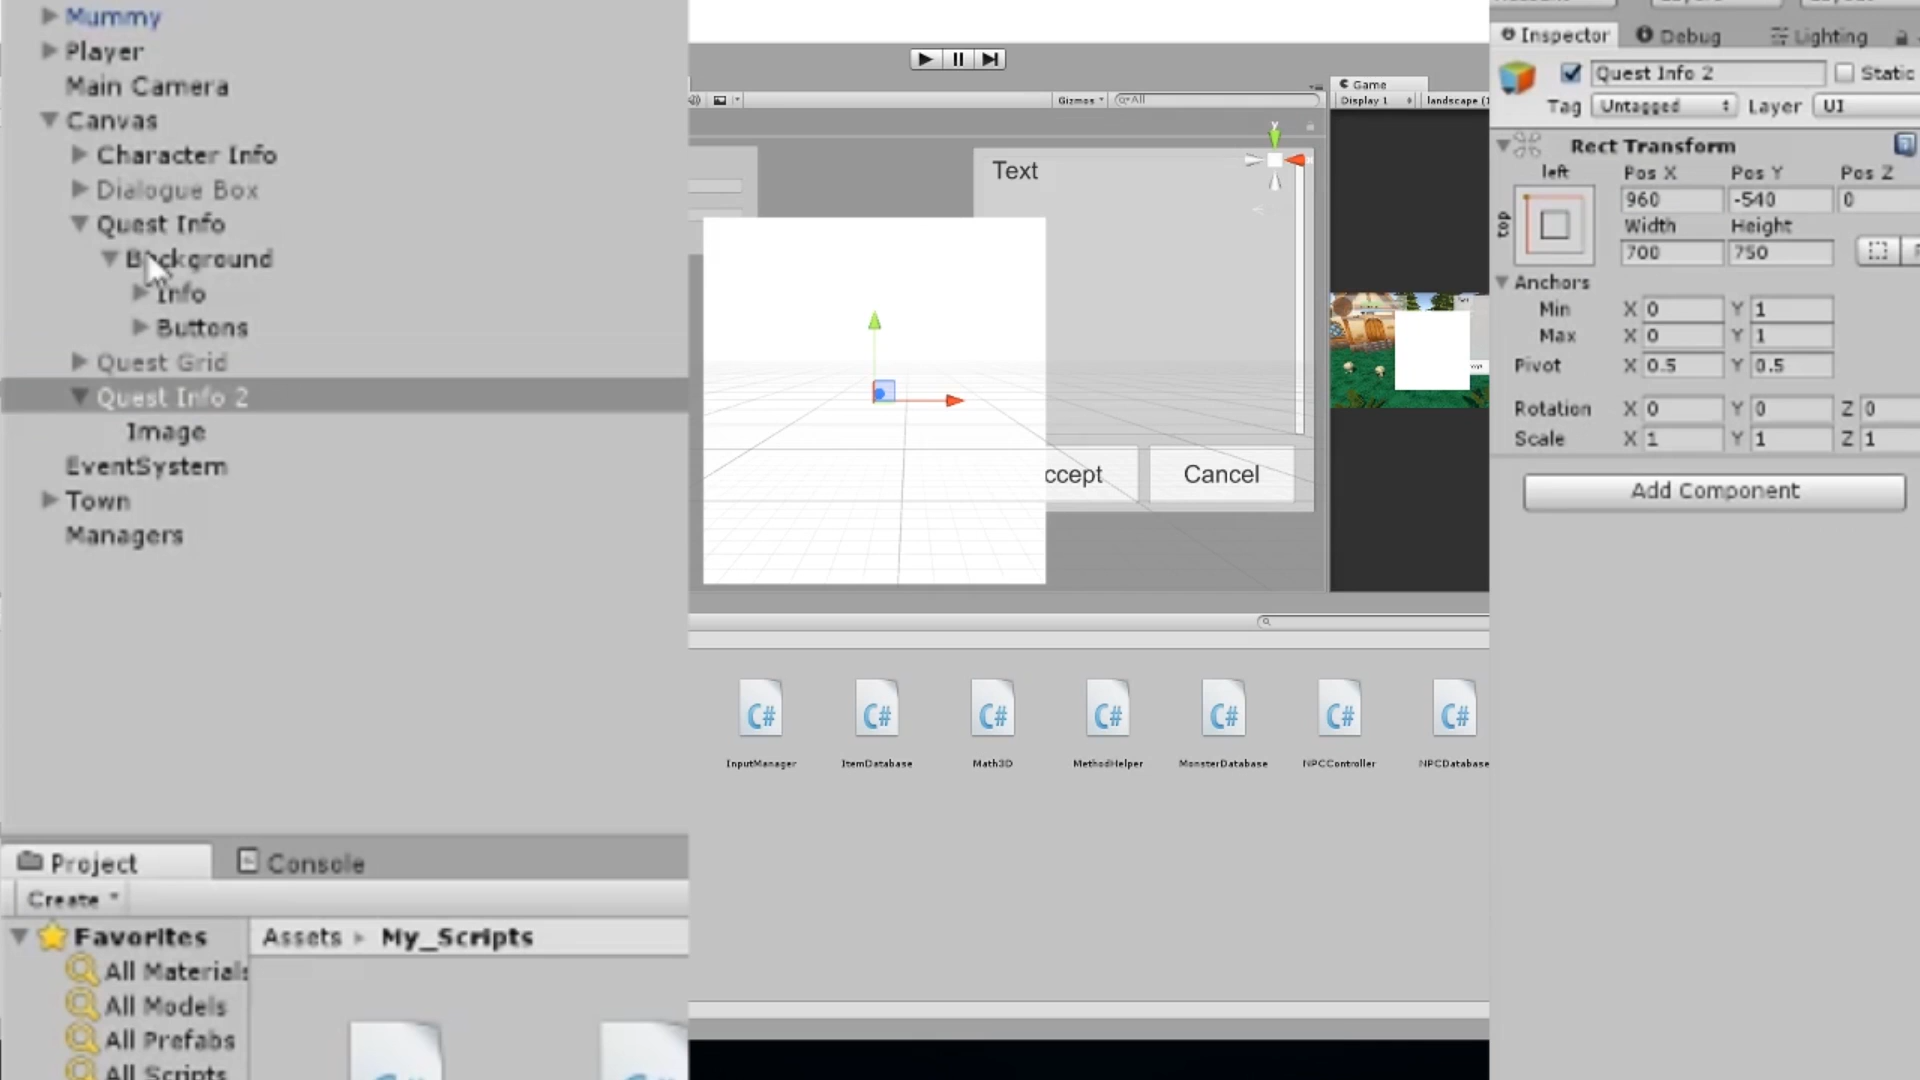 Mummy
Player
Main Camera
Canvas
Character Info
Dialogue Box
Quest Info
Background
Info
Buttons
Quest Grid
Quest Info 2
Image
EventSystem
Town
Managers
Project
Console
Create
Favorites
All Materials
All Models
All Prefabs
All Scripts
Assets
My_Scripts
Gizmos
All
y
Text
ccept
Cancel
Game
Display 1
landscape (1
InputManager
ItemDatabase
Math3D
MethodHelper
MonsterDatabase
NPCController
NPCDatabase
Inspector
Debug
Lighting
Quest Info 2
Static
Tag
Untagged
Layer
UI
Rect Transform
left
top
Pos X
Pos Y
Pos Z
960
-540
0
Width
Height
700
750
Anchors
Min
X 0
Y 1
Max
X 0
Y 1
Pivot
X 0.5
Y 0.5
Rotation
X 0
Y 0
Z 0
Scale
X 1
Y 1
Z 1
Add Component